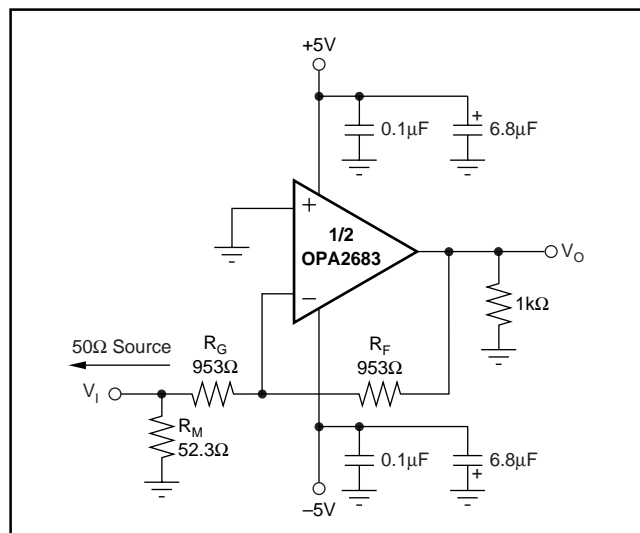 +5V
0.1µF
+
6.8µF
+
1/2
OPA2683
−
V_O
1kΩ
50Ω Source
R_G
953Ω
R_F
953Ω
V_I
R_M
52.3Ω
0.1µF
6.8µF
+
−5V